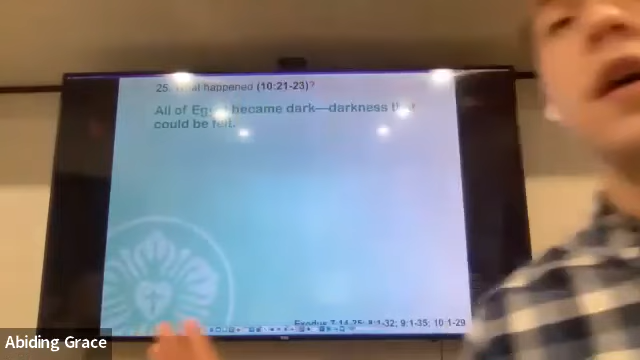 25. What happened (10:21-23)?
All of Egypt became dark—darkness that
could be felt.
Exodus 7:14-25; 8:1-32; 9:1-35; 10:1-29
Abiding Grace